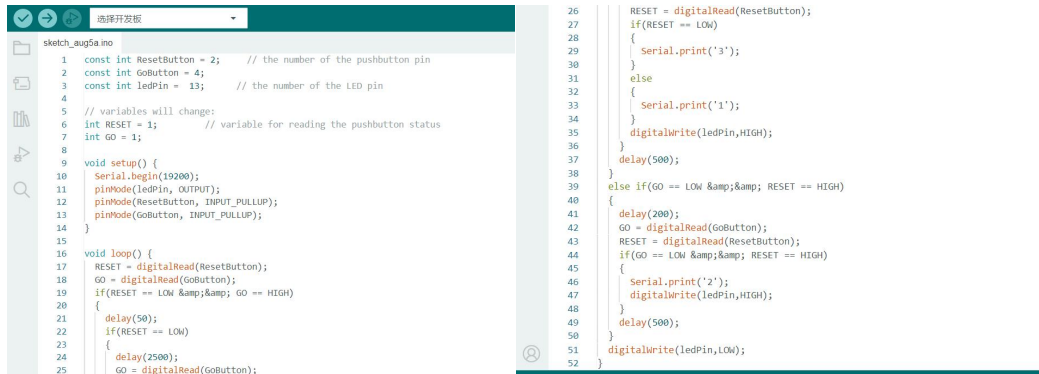 选择开发板
sketch_aug5a.ino
1 const int ResetButton = 2;     // the number of the pushbutton pin
2 const int GoButton = 4;
3 const int ledPin =  13;      // the number of the LED pin
4
5 // variables will change:
6 int RESET = 1;         // variable for reading the pushbutton status
7 int GO = 1;
8
9 void setup() {
10   Serial.begin(19200);
11   pinMode(ledPin, OUTPUT);
12   pinMode(ResetButton, INPUT_PULLUP);
13   pinMode(GoButton, INPUT_PULLUP);
14 }
15
16 void loop() {
17   RESET = digitalRead(ResetButton);
18   GO = digitalRead(GoButton);
19   if(RESET == LOW &amp;&amp; GO == HIGH)
20   {
21     delay(50);
22     if(RESET == LOW)
23     {
24       delay(2500);
25       GO = digitalRead(GoButton);
26       RESET = digitalRead(ResetButton);
27       if(RESET == LOW)
28       {
29         Serial.print('3');
30       }
31       else
32       {
33         Serial.print('1');
34       }
35       digitalWrite(ledPin,HIGH);
36     }
37     delay(500);
38   }
39   else if(GO == LOW &amp;&amp; RESET == HIGH)
40   {
41     delay(200);
42     GO = digitalRead(GoButton);
43     RESET = digitalRead(ResetButton);
44     if(GO == LOW &amp;&amp; RESET == HIGH)
45     {
46       Serial.print('2');
47       digitalWrite(ledPin,HIGH);
48     }
49     delay(500);
50   }
51   digitalWrite(ledPin,LOW);
52 }